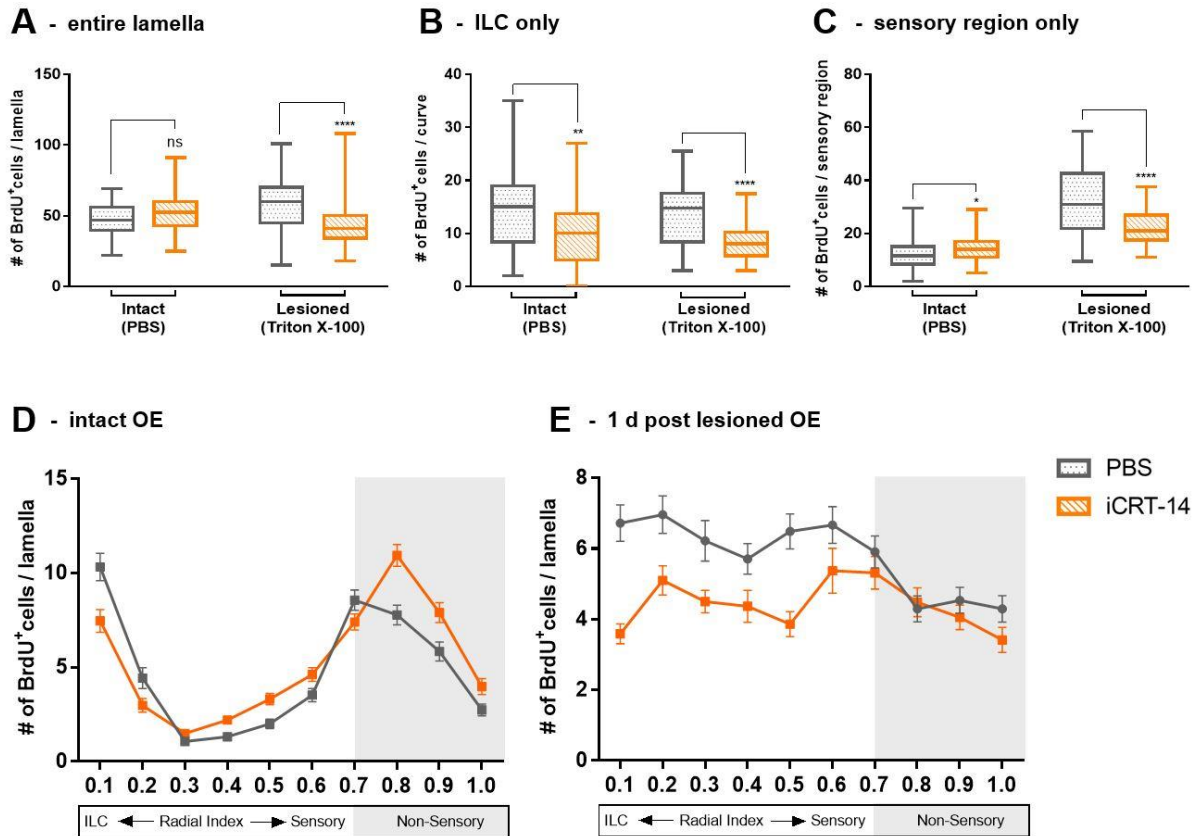 A - entire lamella
# of BrdU⁺cells / lamella
150
100
50
0
ns
****
Intact
(PBS)
Lesioned
(Triton X-100)
B - ILC only
# of BrdU⁺cells / curve
40
30
20
10
0
**
****
Intact
(PBS)
Lesioned
(Triton X-100)
C - sensory region only
# of BrdU⁺cells / sensory region
80
60
40
20
0
*
****
Intact
(PBS)
Lesioned
(Triton X-100)
D - intact OE
# of BrdU⁺cells / lamella
15
10
5
0
0.1 0.2 0.3 0.4 0.5 0.6 0.7 0.8 0.9 1.0
ILC Radial Index Sensory Non-Sensory
E - 1 d post lesioned OE
# of BrdU⁺cells / lamella
8
6
4
2
0
0.1 0.2 0.3 0.4 0.5 0.6 0.7 0.8 0.9 1.0
ILC Radial Index Sensory Non-Sensory
PBS
iCRT-14